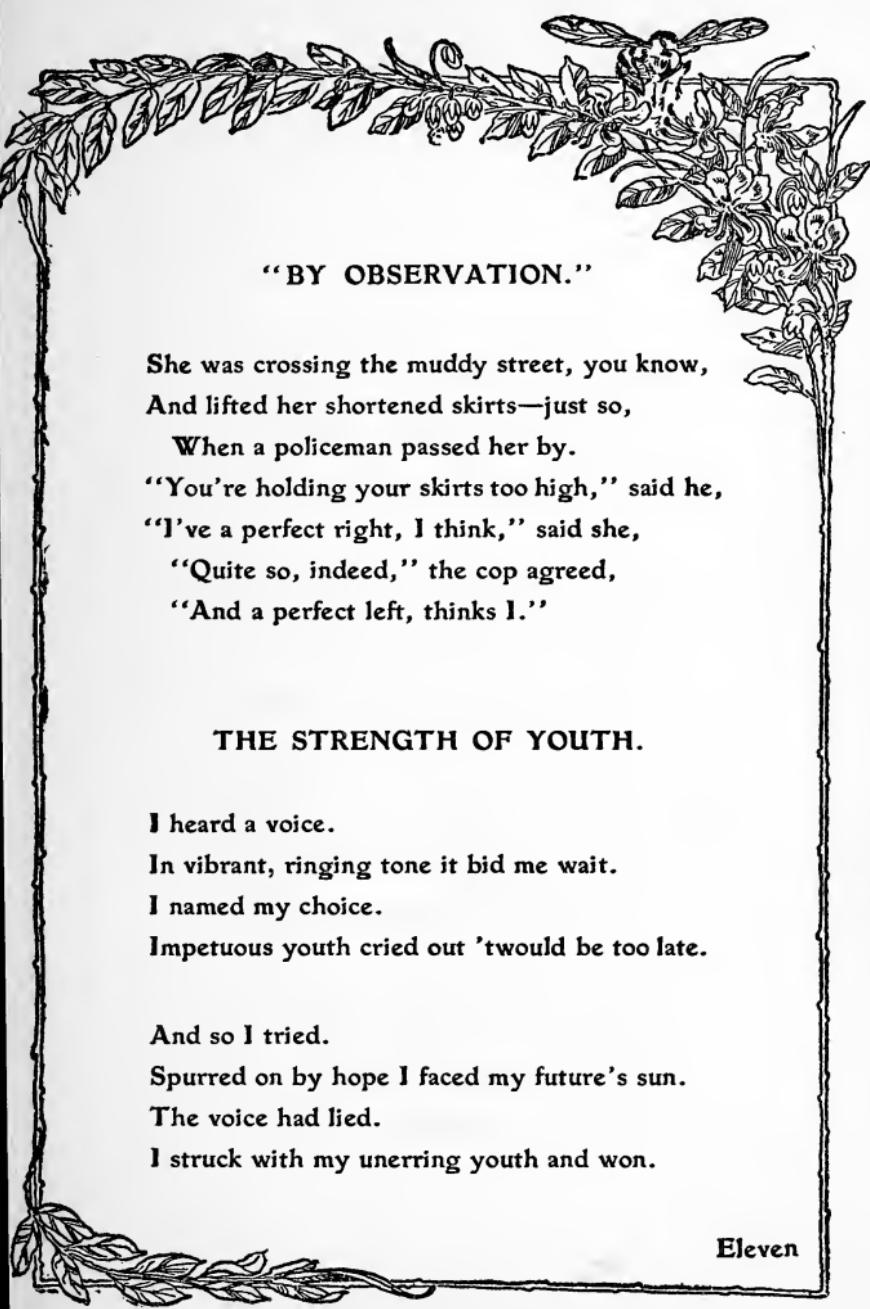 "BY OBSERVATION."
She was crossing the muddy street, you know,
And lifted her shortened skirts—just so,
When a policeman passed her by.
"You're holding your skirts too high," said he,
"I've a perfect right, I think," said she,
"Quite so, indeed," the cop agreed,
"And a perfect left, thinks I."
THE STRENGTH OF YOUTH.
I heard a voice.
In vibrant, ringing tone it bid me wait.
I named my choice.
Impetuous youth cried out 'twould be too late.
And so I tried.
Spurred on by hope I faced my future's sun.
The voice had lied.
I struck with my unerring youth and won.
Eleven